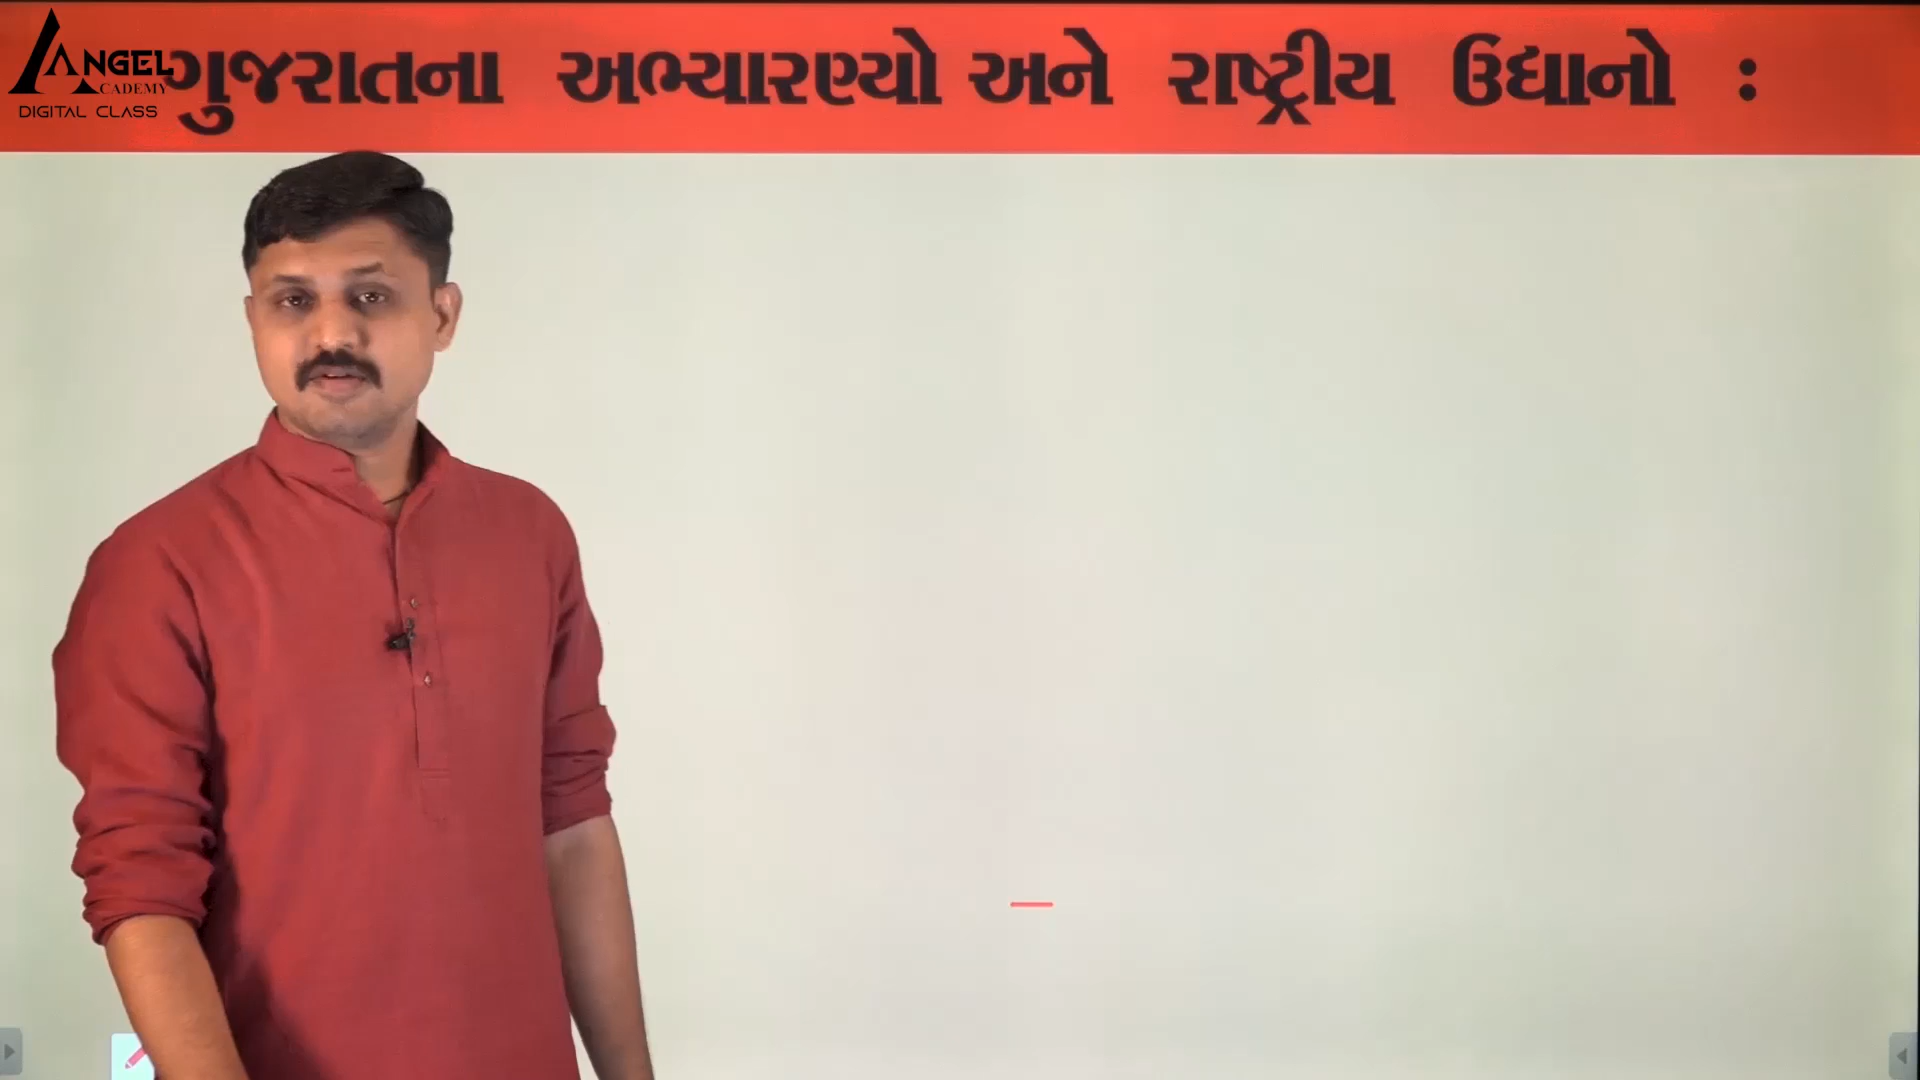 ANGEL
ACADEMY
DIGITAL CLASS
ગુજરાતના અભ્યારણ્યો અને રાષ્ટ્રીય ઉદ્યાનો :